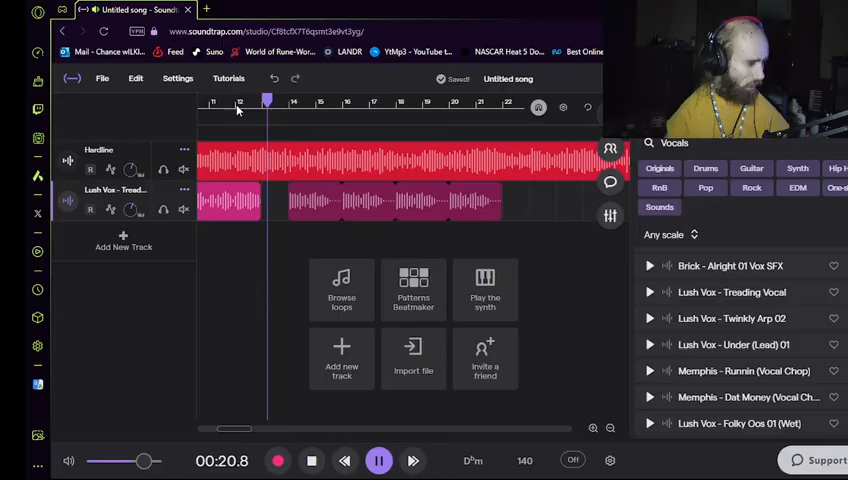 Untitled song - Soundt
VPN www.soundtrap.com/studio/Cf8tcfX7T6qsmt3e9vt3yg/
Mail - Chance wILKI... Feed Suno World of Rune-Wor... LANDR YtMp3 - YouTube t... NASCAR Heat 5 Do... Best Online
File Edit Settings Tutorials Saved! Untitled song
11 12 14 15 16 17 18 19 20 21 22
Vocals
Hardline
R
Originals Drums Guitar Synth Hip H
RnB Pop Rock EDM One-s
Sounds
Lush Vox - Tread...
R
Any scale
Add New Track
Brick - Alright 01 Vox SFX
Lush Vox - Treading Vocal
Lush Vox - Twinkly Arp 02
Lush Vox - Under (Lead) 01
Memphis - Runnin (Vocal Chop)
Memphis - Dat Money (Vocal Ch...
Lush Vox - Folky Oos 01 (Wet)
Browse loops
Patterns Beatmaker
Play the synth
Add new track
Import file
Invite a friend
00:20.8 Dbm 140 Off Support